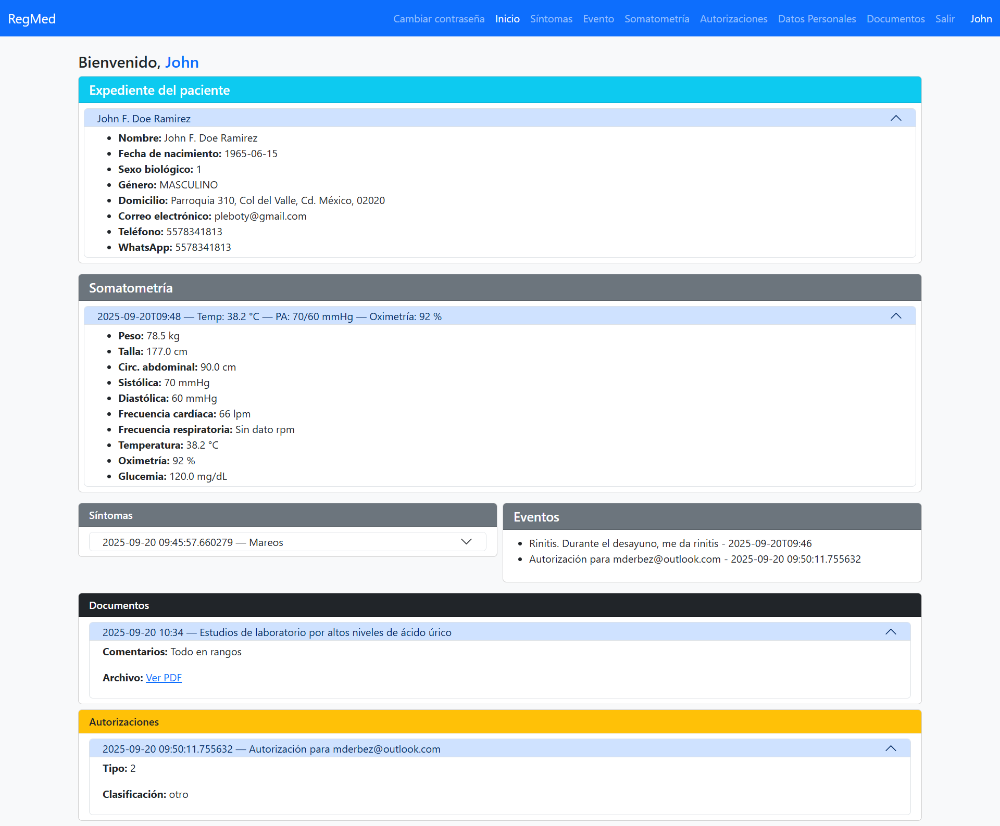 RegMed
Cambiar contraseña Inicio Síntomas Evento Somatometría Autorizaciones Datos Personales Documentos Salir John
Bienvenido, John
Expediente del paciente
John F. Doe Ramirez
Nombre: John F. Doe Ramirez
Fecha de nacimiento: 1965-06-15
Sexo biológico: 1
Género: MASCULINO
Domicilio: Parroquia 310, Col del Valle, Cd. México, 02020
Correo electrónico: pleboty@gmail.com
Teléfono: 5578341813
WhatsApp: 5578341813
Somatometría
2025-09-20T09:48 — Temp: 38.2 °C — PA: 70/60 mmHg — Oximetría: 92 %
Peso: 78.5 kg
Talla: 177.0 cm
Circ. abdominal: 90.0 cm
Sistólica: 70 mmHg
Diastólica: 60 mmHg
Frecuencia cardíaca: 66 lpm
Frecuencia respiratoria: Sin dato rpm
Temperatura: 38.2 °C
Oximetría: 92 %
Glucemia: 120.0 mg/dL
Síntomas
2025-09-20 09:45:57.660279 — Mareos
Eventos
Rinitis. Durante el desayuno, me da rinitis - 2025-09-20T09:46
Autorización para mderbez@outlook.com - 2025-09-20 09:50:11.755632
Documentos
2025-09-20 10:34 — Estudios de laboratorio por altos niveles de ácido úrico
Comentarios: Todo en rangos
Archivo: Ver PDF
Autorizaciones
2025-09-20 09:50:11.755632 — Autorización para mderbez@outlook.com
Tipo: 2
Clasificación: otro